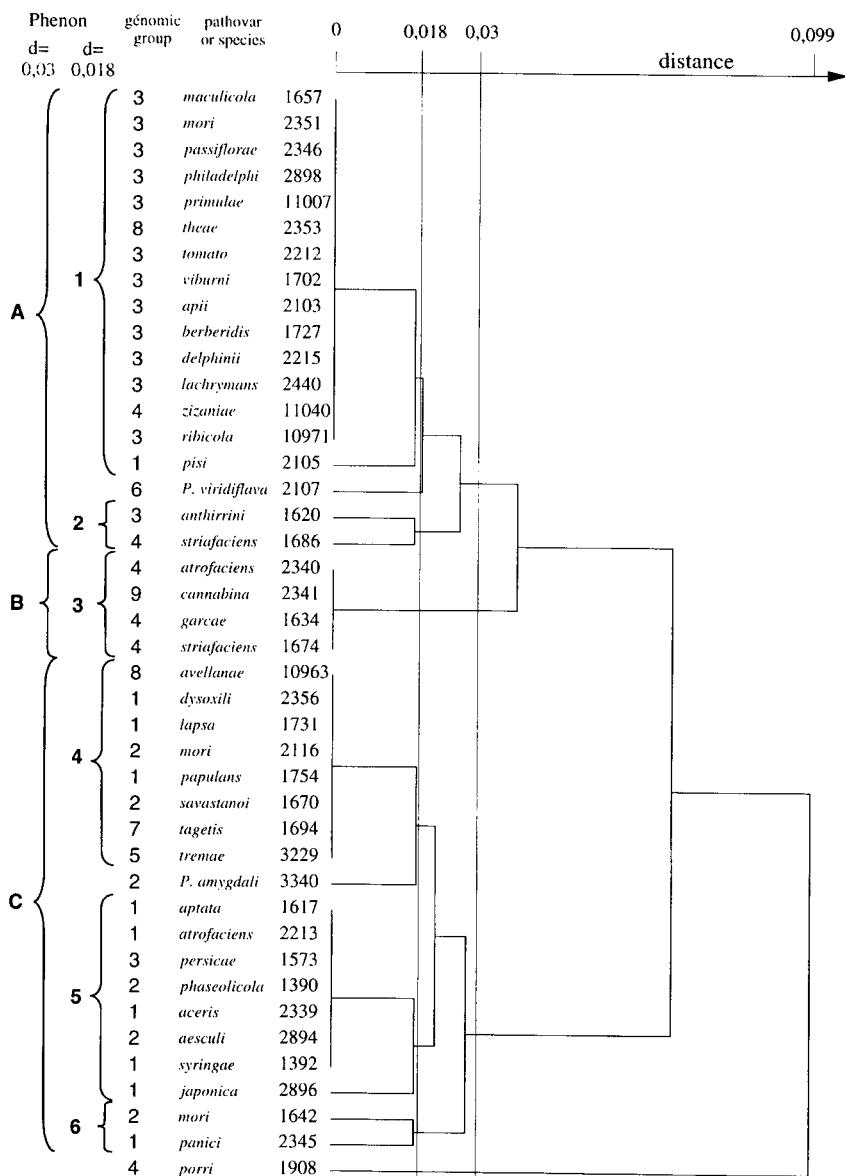 Phenon génomic pathovar
group or species
d= d=
0,03 0,018
0 0,018 0,03 0,099
distance
3 maculicola 1657
3 mori 2351
3 passiflorae 2346
3 philadelphi 2898
3 primulae 11007
8 theae 2353
3 tomato 2212
1 3 viburni 1702
A 3 apii 2103
3 berberidis 1727
3 delphinii 2215
3 lachrymans 2440
4 zizaniae 11040
3 ribicola 10971
1 pisi 2105
6 P. viridiflava 2107
2 3 anthirrini 1620
4 striafaciens 1686
4 atrofaciens 2340
B 3 9 cannabina 2341
4 garcae 1634
4 striafaciens 1674
8 avellanae 10963
1 dysoxili 2356
1 lapsa 1731
4 2 mori 2116
1 papulans 1754
2 savastanoi 1670
7 tagetis 1694
5 tremae 3229
C 2 P. amygdali 3340
1 aptata 1617
1 atrofaciens 2213
3 persicae 1573
5 2 phaseolicola 1390
1 aceris 2339
2 aesculi 2894
1 syringae 1392
1 japonica 2896
6 2 mori 1642
1 panici 2345
4 porri 1908